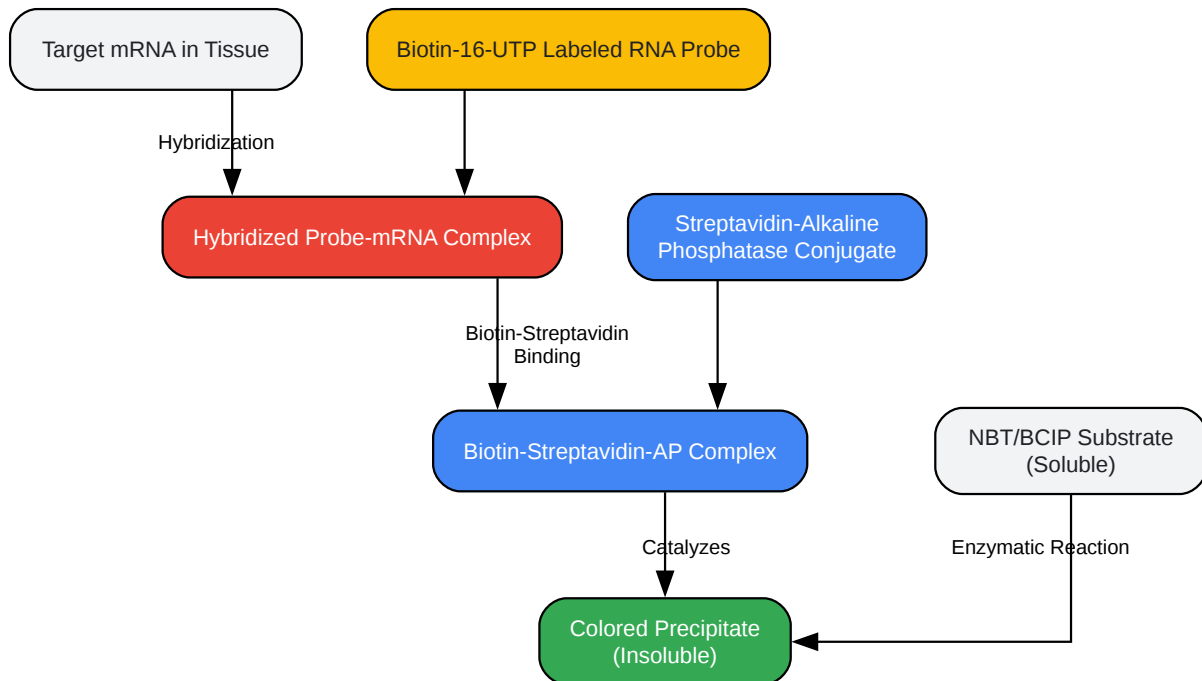 Target mRNA in Tissue
Biotin-16-UTP Labeled RNA Probe
Hybridization
Hybridized Probe-mRNA Complex
Streptavidin-Alkaline
Phosphatase Conjugate
Biotin-Streptavidin
Binding
Biotin-Streptavidin-AP Complex
NBT/BCIP Substrate
(Soluble)
Catalyzes
Enzymatic Reaction
Colored Precipitate
(Insoluble)